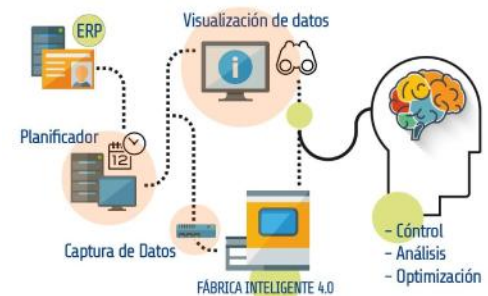 ERP
Visualización de datos
Planificador
12
Captura de Datos
FÁBRICA INTELIGENTE 4.0
- Cóntrol
- Análisis
- Optimización